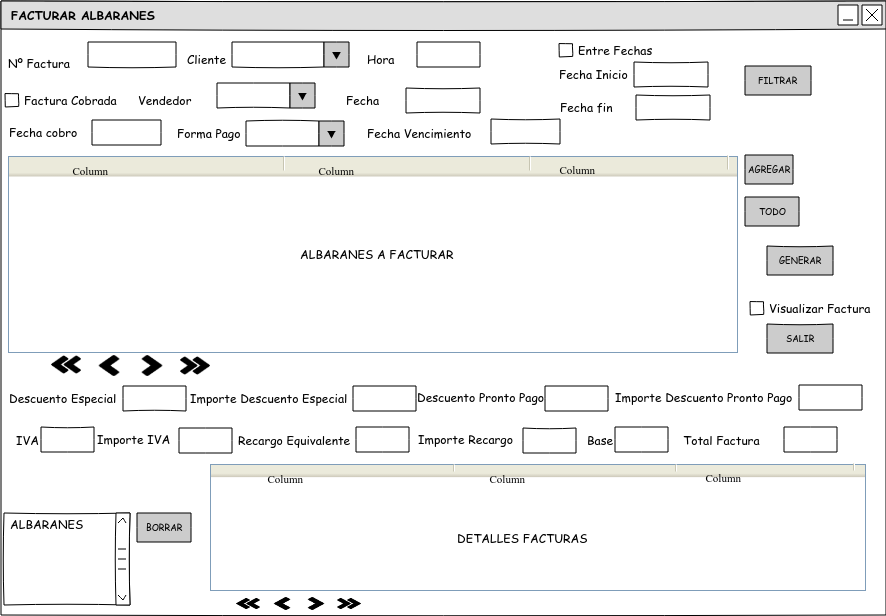 FACTURAR ALBARANES
Nº Factura Cliente Hora Entre Fechas
Fecha Inicio FILTRAR
Factura Cobrada Vendedor Fecha Fecha fin
Fecha cobro Forma Pago Fecha Vencimiento
Column Column Column AGREGAR
TODO
ALBARANES A FACTURAR GENERAR
Visualizar Factura
SALIR
Descuento Especial Importe Descuento Especial Descuento Pronto Pago Importe Descuento Pronto Pago
IVA Importe IVA Recargo Equivalente Importe Recargo Base Total Factura
Column Column Column
ALBARANES BORRAR
DETALLES FACTURAS